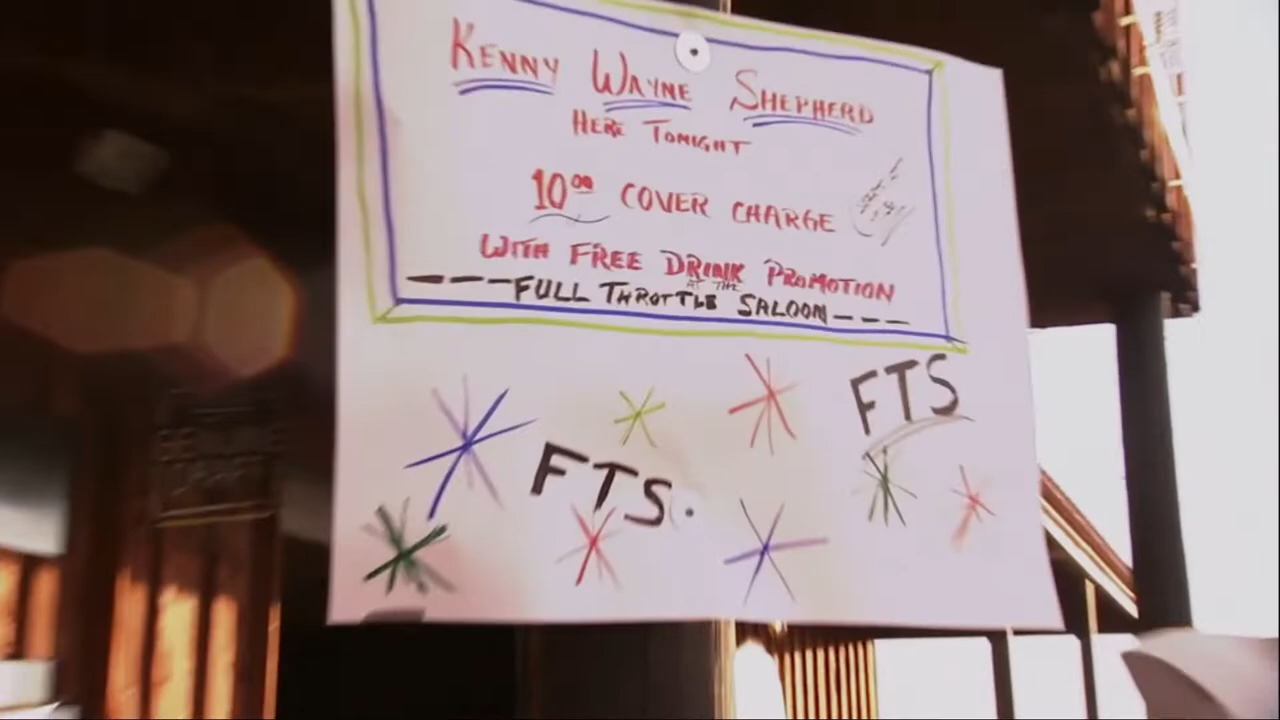 KENNY WAYNE SHEPHERD
HERE TONIGHT
10⁰⁰ COVER CHARGE
WITH FREE DRINK PROMOTION
AT THE
---FULL THROTTLE SALOON---
FTS
FTS.